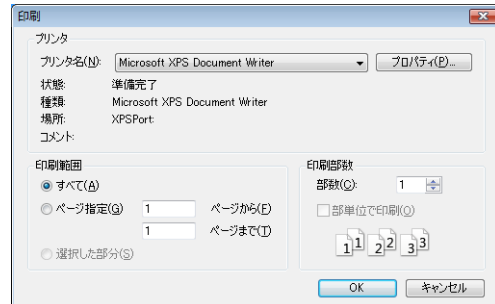 印刷
プリンタ
プリンタ名(N): Microsoft XPS Document Writer プロパティ(P)...
状態: 準備完了
種類: Microsoft XPS Document Writer
場所: XPSPort:
コメント:
印刷範囲
すべて(A)
ページ指定(G) 1 ページから(F)
1 ページまで(T)
選択した部分(S)
印刷部数
部数(C): 1
部単位で印刷(O)
1 1 2 2 3 3
OK キャンセル